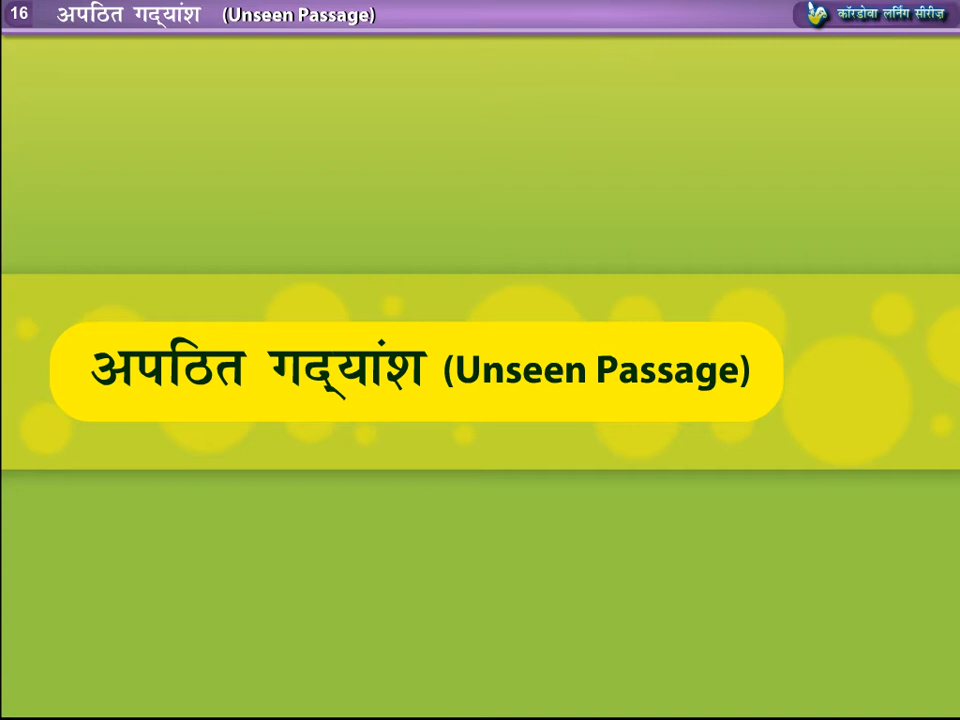 16 अपठित गद्‌यांश (Unseen Passage) कॉरडोवा लर्निंग सीरीज़
अपठित गद्‌यांश (Unseen Passage)